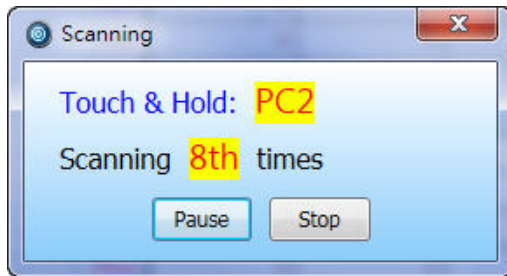 Scanning
Touch & Hold: PC2
Scanning 8th times
Pause Stop